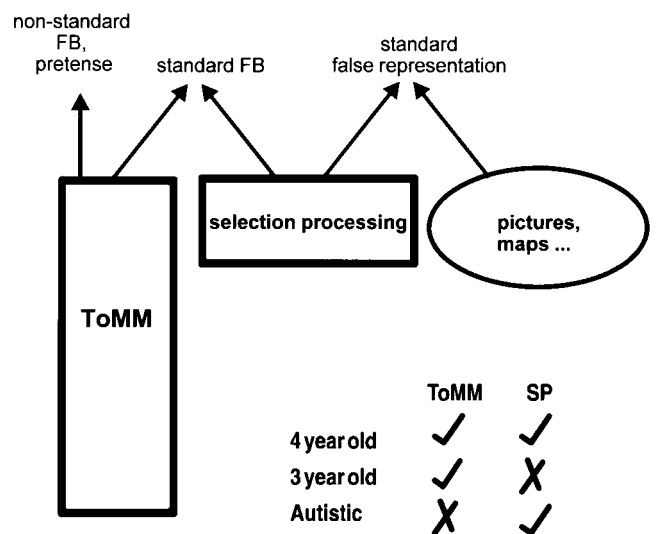 non-standard
FB,
pretense
standard FB
standard
false representation
selection processing
pictures,
maps ...
ToMM
ToMM SP
4 year old ✓ ✓
3 year old ✓ ✗
Autistic ✗ ✓